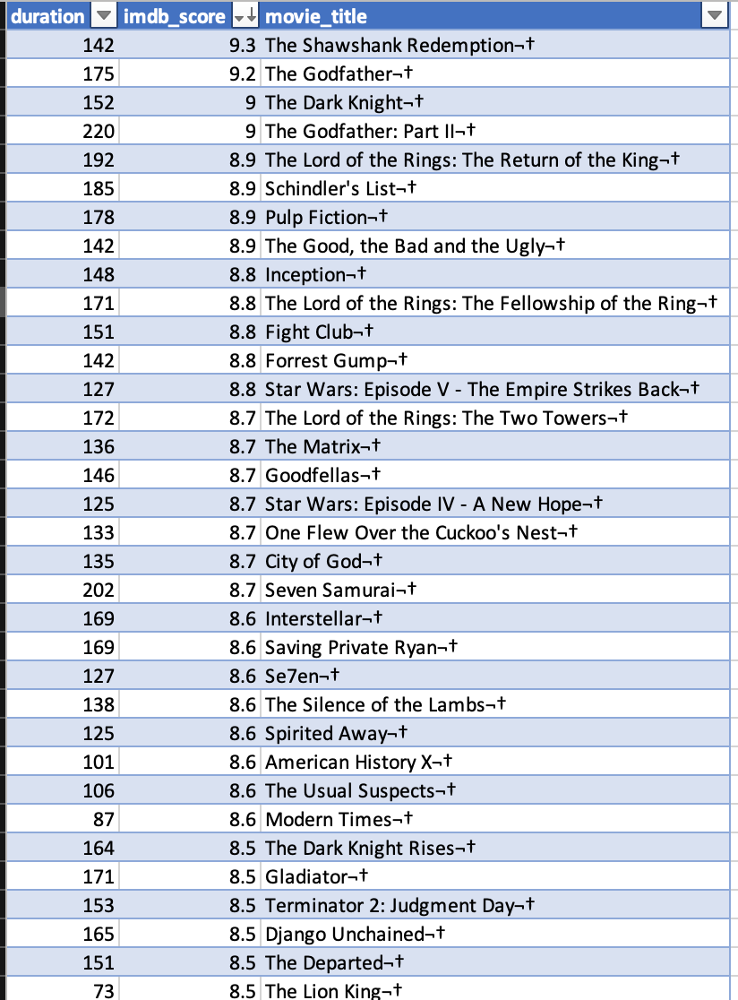 duration imdb_score movie_title
142 9.3 The Shawshank Redemption¬†
175 9.2 The Godfather¬†
152 9 The Dark Knight¬†
220 9 The Godfather: Part II¬†
192 8.9 The Lord of the Rings: The Return of the King¬†
185 8.9 Schindler's List¬†
178 8.9 Pulp Fiction¬†
142 8.9 The Good, the Bad and the Ugly¬†
148 8.8 Inception¬†
171 8.8 The Lord of the Rings: The Fellowship of the Ring¬†
151 8.8 Fight Club¬†
142 8.8 Forrest Gump¬†
127 8.8 Star Wars: Episode V - The Empire Strikes Back¬†
172 8.7 The Lord of the Rings: The Two Towers¬†
136 8.7 The Matrix¬†
146 8.7 Goodfellas¬†
125 8.7 Star Wars: Episode IV - A New Hope¬†
133 8.7 One Flew Over the Cuckoo's Nest¬†
135 8.7 City of God¬†
202 8.7 Seven Samurai¬†
169 8.6 Interstellar¬†
169 8.6 Saving Private Ryan¬†
127 8.6 Se7en¬†
138 8.6 The Silence of the Lambs¬†
125 8.6 Spirited Away¬†
101 8.6 American History X¬†
106 8.6 The Usual Suspects¬†
87 8.6 Modern Times¬†
164 8.5 The Dark Knight Rises¬†
171 8.5 Gladiator¬†
153 8.5 Terminator 2: Judgment Day¬†
165 8.5 Django Unchained¬†
151 8.5 The Departed¬†
73 8.5 The Lion King¬†